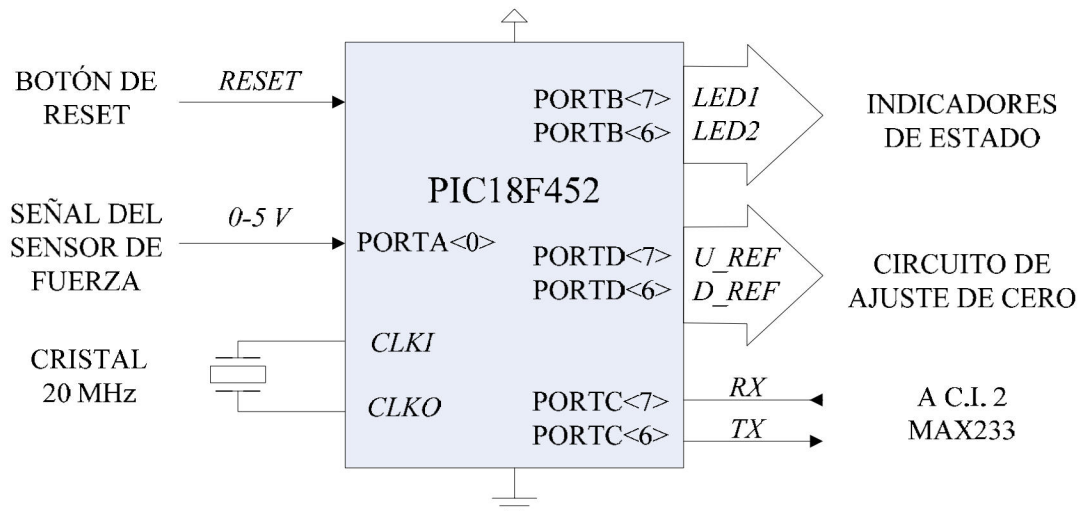 BOTÓN DE
RESET
RESET
SEÑAL DEL
SENSOR DE
FUERZA
0-5 V
CRISTAL
20 MHz
PIC18F452
PORTA<0>
CLKI
CLKO
PORTB<7>
PORTB<6>
PORTD<7>
PORTD<6>
PORTC<7>
PORTC<6>
LED1
LED2
U_REF
D_REF
RX
TX
INDICADORES
DE ESTADO
CIRCUITO DE
AJUSTE DE CERO
A C.I. 2
MAX233